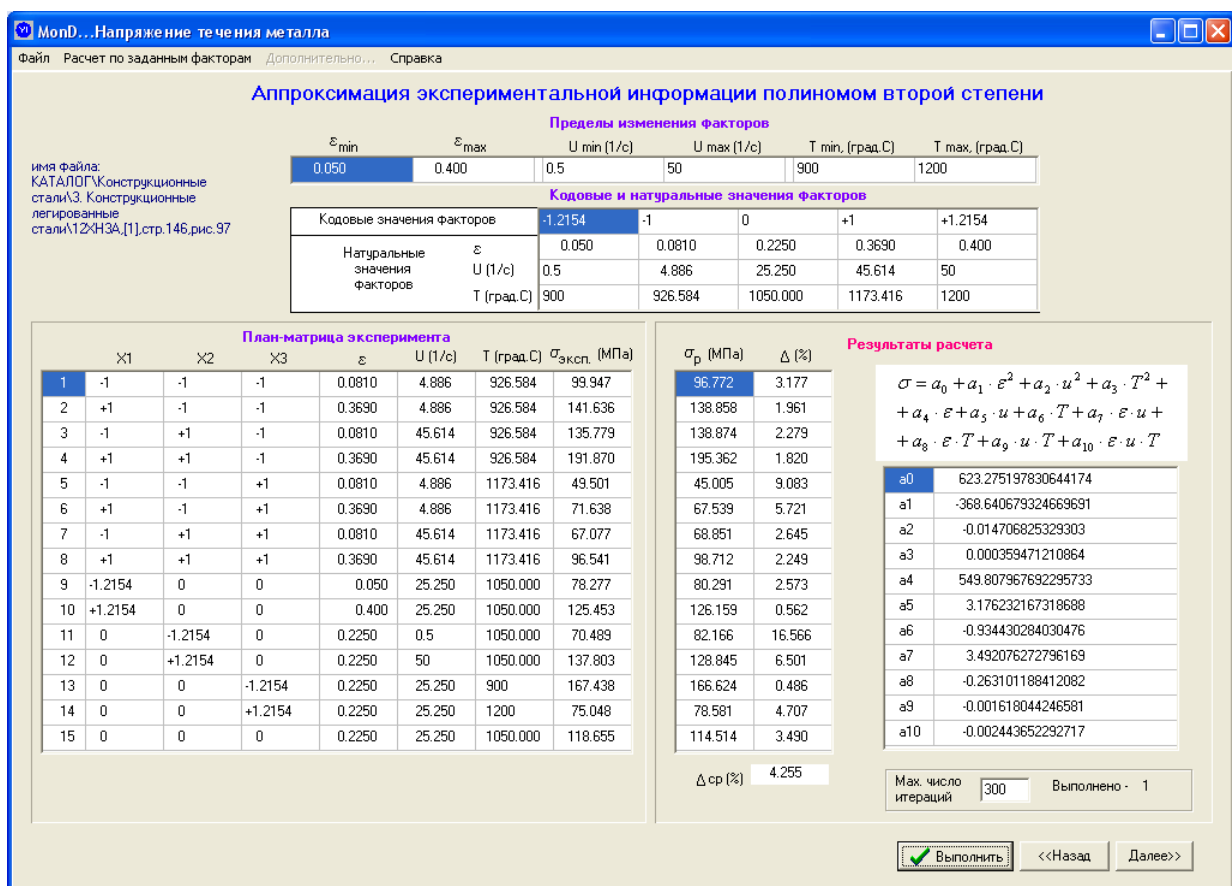 MonD...Напряжение течения металла
Файл Расчет по заданным факторам Дополнительно... Справка
Аппроксимация экспериментальной информации полиномом второй степени
Пределы изменения факторов
ε min ε max U min (1/c) U max (1/c) T min, (град.C) T max, (град.C)
0.050 0.400 0.5 50 900 1200
имя файла:
КАТАЛОГ\Конструкционные
стали\3. Конструкционные
легированные
стали\12ХН3А,[1],стр.146,рис.97
Кодовые и натуральные значения факторов
Кодовые значения факторов -1.2154 -1 0 +1 +1.2154
Натуральные
значения
факторов
ε 0.050 0.0810 0.2250 0.3690 0.400
U (1/c) 0.5 4.886 25.250 45.614 50
T (град.C) 900 926.584 1050.000 1173.416 1200
План-матрица эксперимента
X1 X2 X3 ε U (1/c) T (град.C) σэксп. (МПа)
1 -1 -1 -1 0.0810 4.886 926.584 99.947
2 +1 -1 -1 0.3690 4.886 926.584 141.636
3 -1 +1 -1 0.0810 45.614 926.584 135.779
4 +1 +1 -1 0.3690 45.614 926.584 191.870
5 -1 -1 +1 0.0810 4.886 1173.416 49.501
6 +1 -1 +1 0.3690 4.886 1173.416 71.638
7 -1 +1 +1 0.0810 45.614 1173.416 67.077
8 +1 +1 +1 0.3690 45.614 1173.416 96.541
9 -1.2154 0 0 0.050 25.250 1050.000 78.277
10 +1.2154 0 0 0.400 25.250 1050.000 125.453
11 0 -1.2154 0 0.2250 0.5 1050.000 70.489
12 0 +1.2154 0 0.2250 50 1050.000 137.803
13 0 0 -1.2154 0.2250 25.250 900 167.438
14 0 0 +1.2154 0.2250 25.250 1200 75.048
15 0 0 0 0.2250 25.250 1050.000 118.655
σр (МПа) Δ (%)
96.772 3.177
138.858 1.961
138.874 2.279
195.362 1.820
45.005 9.083
67.539 5.721
68.851 2.645
98.712 2.249
80.291 2.573
126.159 0.562
82.166 16.566
128.845 6.501
166.624 0.486
78.581 4.707
114.514 3.490
Δ ср (%) 4.255
Результаты расчета
σ = a₀ + a₁ · ε² + a₂ · u² + a₃ · T² +
+ a₄ · ε + a₅ · u + a₆ · T + a₇ · ε · u +
+ a₈ · ε · T + a₉ · u · T + a₁₀ · ε · u · T
a0 623.275197830644174
a1 -368.640679324669691
a2 -0.014706825329303
a3 0.000359471210864
a4 549.807967692295733
a5 3.176232167318688
a6 -0.934430284030476
a7 3.492076272796169
a8 -0.263101188412082
a9 -0.001618044246581
a10 -0.002443652292717
Мах. число
итераций
300
Выполнено - 1
Выполнить <<Назад Далее>>